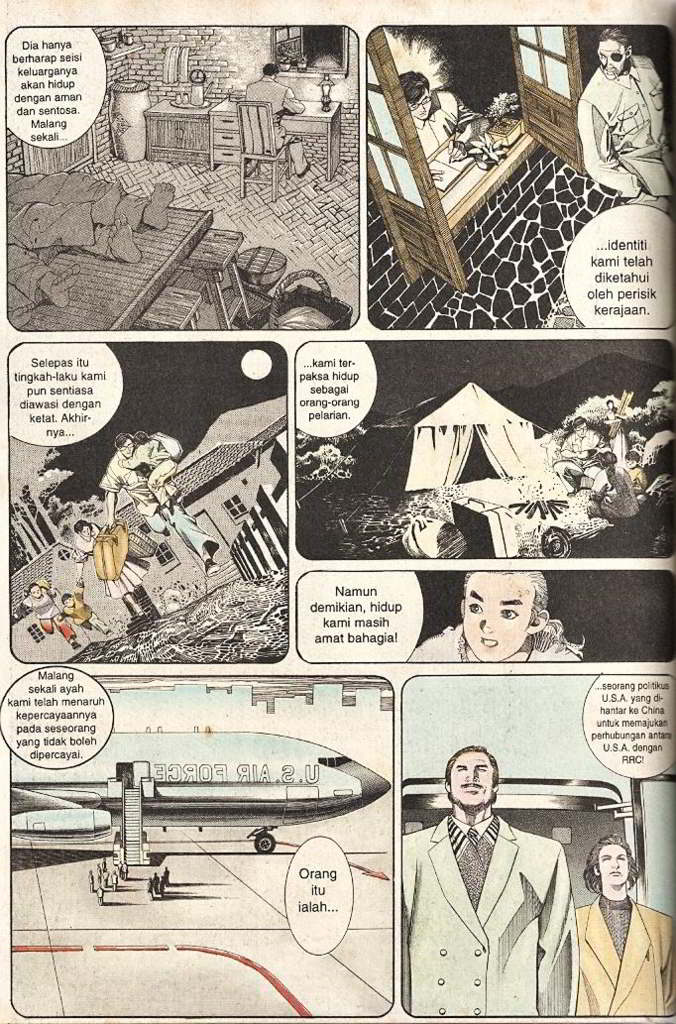 Dia hanya
berharap seisi
keluarganya
akan hidup
dengan aman
dan sentosa.
Malang
sekali...
...identiti
kami telah
diketahui
oleh perisik
kerajaan.
Selepas itu
tingkah-laku kami
pun sentiasa
diawasi dengan
ketat. Akhir-
nya...
...kami ter-
paksa hidup
sebagai
orang-orang
pelarian.
Namun
demikian, hidup
kami masih
amat bahagia!
Malang
sekali ayah
kami telah menaruh
kepercayaannya
pada seseorang
yang tidak boleh
dipercayai.
U.S. AIR FORCE
Orang
itu
ialah...
...seorang politikus
U.S.A. yang di-
hantar ke China
untuk memajukan
perhubungan antara
U.S.A. dengan
RRC!